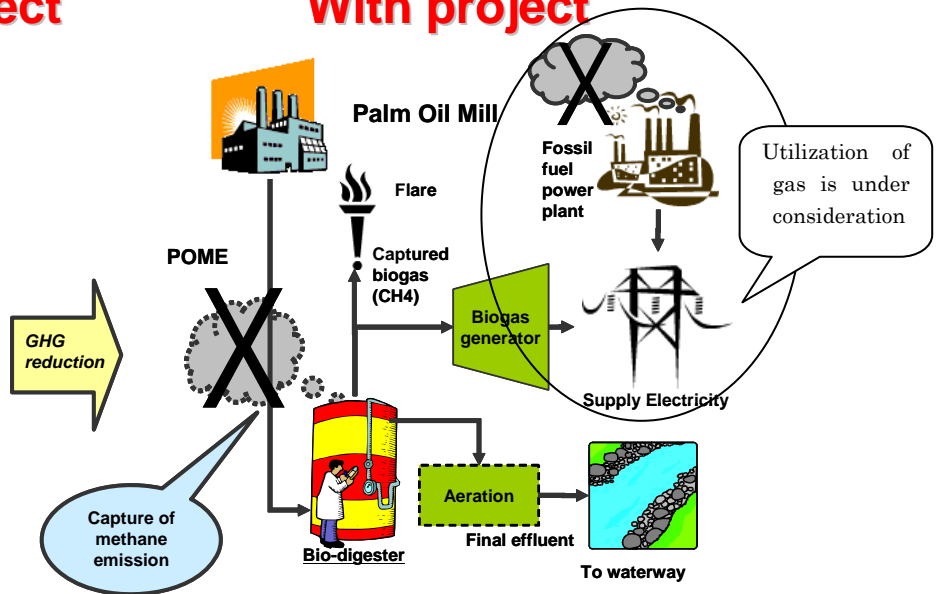 ect
With project
Palm Oil Mill
Fossil
fuel
power
plant
Utilization of
gas is under
consideration
Flare
POME
Captured
biogas
(CH4)
GHG
reduction
Biogas
generator
Supply Electricity
Capture of
methane
emission
Aeration
Bio-digester
Final effluent
To waterway